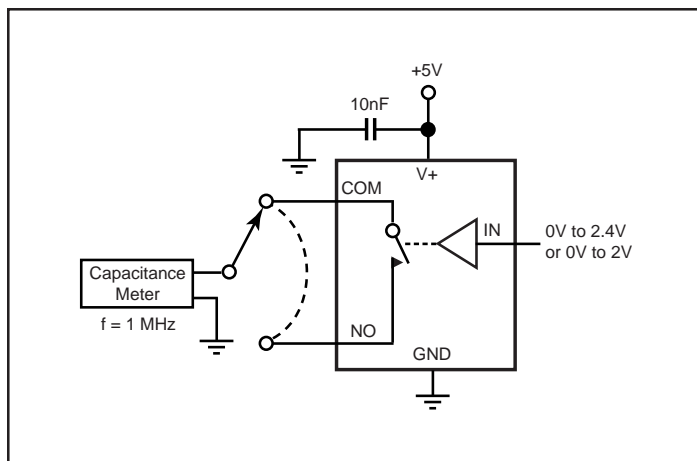 +5V
10nF
V+
COM
IN
0V to 2.4V
or 0V to 2V
Capacitance
Meter
f = 1 MHz
NO
GND